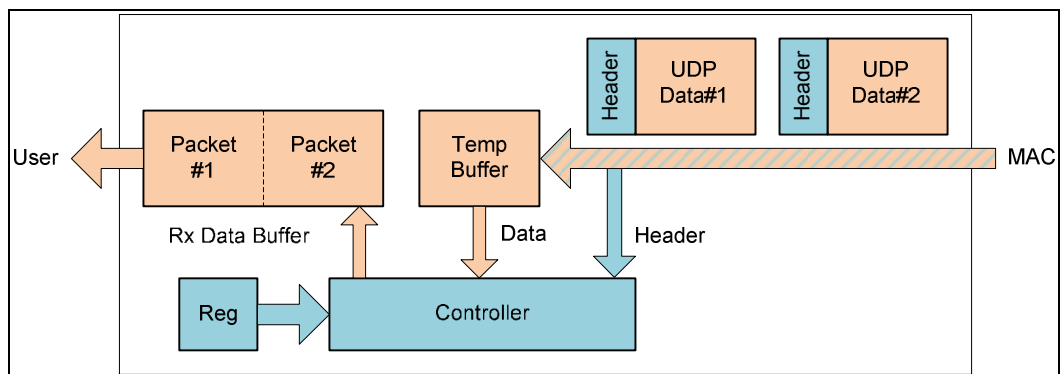 Header
UDP
Data#1
Header
UDP
Data#2
User
Packet
#1
Packet
#2
Temp
Buffer
MAC
Rx Data Buffer
Data
Header
Reg
Controller